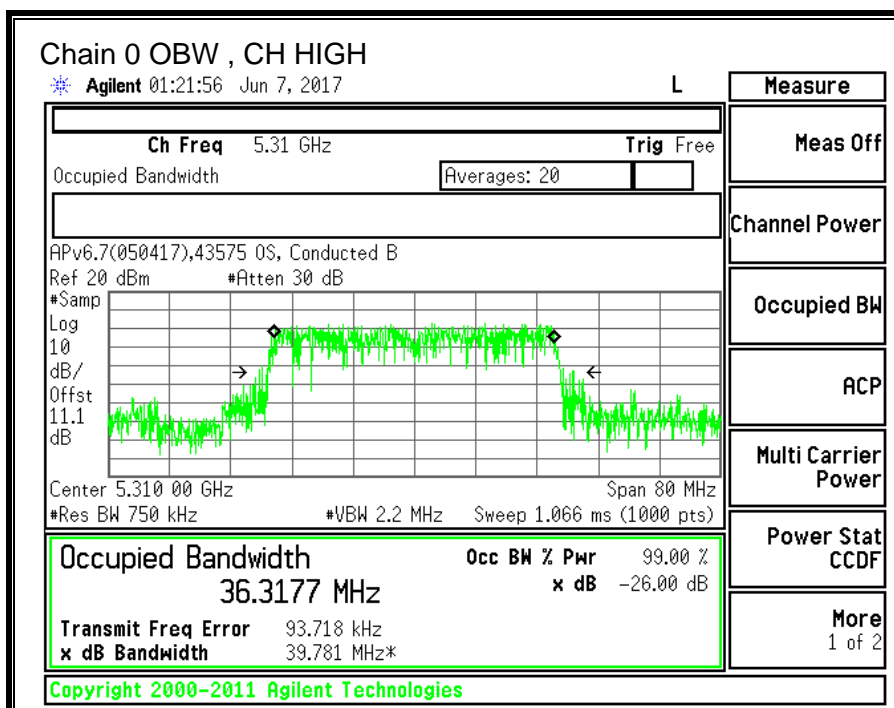 Chain 0 OBW , CH HIGH
Agilent 01:21:56 Jun 7, 2017 L
Ch Freq 5.31 GHz Trig Free
Occupied Bandwidth Averages: 20
APv6.7(050417),43575 OS, Conducted B
Ref 20 dBm #Atten 30 dB
#Samp
Log
10
dB/
Offst
11.1
dB
Center 5.310 00 GHz Span 80 MHz
#Res BW 750 kHz #VBW 2.2 MHz Sweep 1.066 ms (1000 pts)
Occupied Bandwidth Occ BW % Pwr 99.00 %
36.3177 MHz x dB -26.00 dB
Transmit Freq Error 93.718 kHz
x dB Bandwidth 39.781 MHz*
Copyright 2000-2011 Agilent Technologies
Measure
Meas Off
Channel Power
Occupied BW
ACP
Multi Carrier
Power
Power Stat
CCDF
More
1 of 2